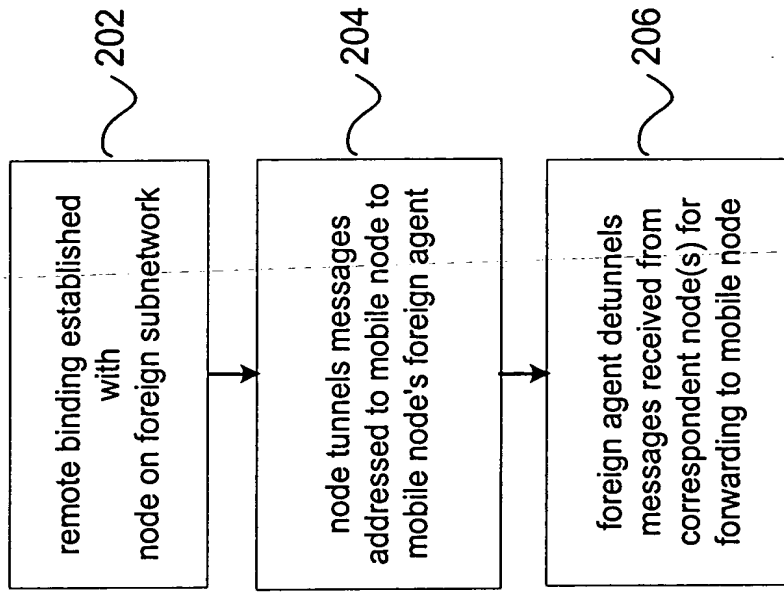 remote binding established
with
node on foreign subnetwork
202
node tunnels messages
addressed to mobile node to
mobile node's foreign agent
204
foreign agent detunnels
messages received from
correspondent node(s) for
forwarding to mobile node
206